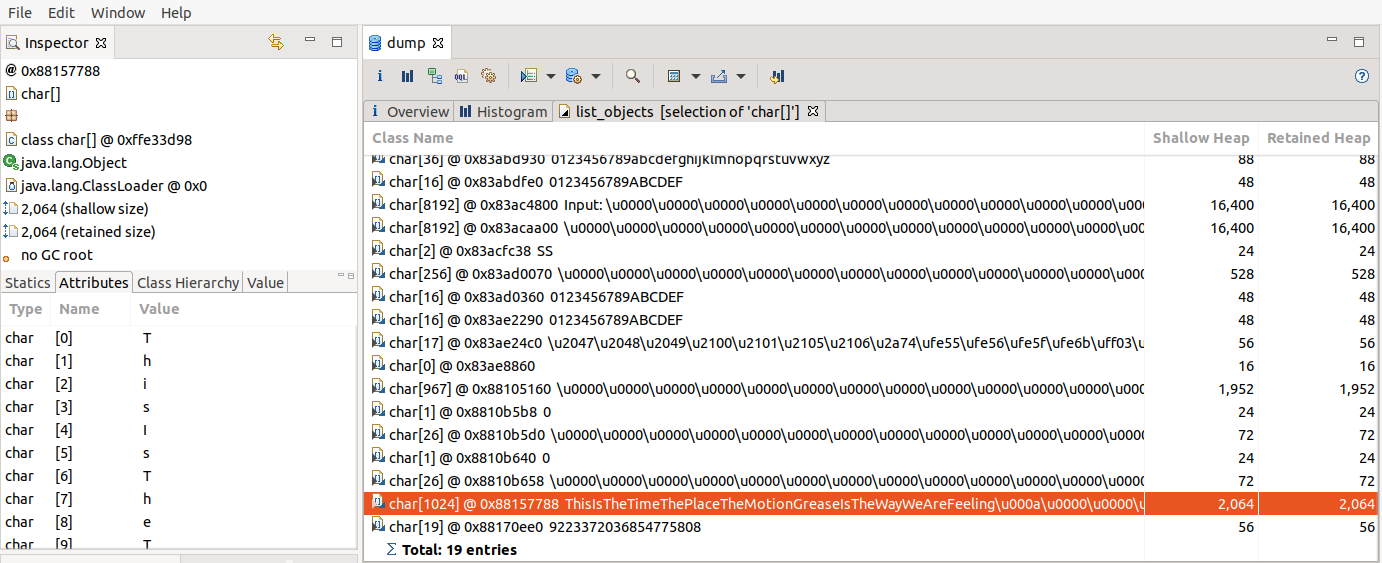 File Edit Window Help
Inspector
@ 0x88157788
char[]
class char[] @ 0xffe33d98
java.lang.Object
java.lang.ClassLoader @ 0x0
2,064 (shallow size)
2,064 (retained size)
no GC root
Statics Attributes Class Hierarchy Value
Type Name Value
char [0] T
char [1] h
char [2] i
char [3] s
char [4] I
char [5] s
char [6] T
char [7] h
char [8] e
char [9] T
dump
i OQL
i Overview Histogram list_objects [selection of 'char[]']
Class Name Shallow Heap Retained Heap
char[36] @ 0x83abd930 0123456789abcdefghijklmnopqrstuvwxyz 88 88
char[16] @ 0x83abdfe0 0123456789ABCDEF 48 48
char[8192] @ 0x83ac4800 Input: \u0000\u0000\u0000\u0000\u0000\u0000\u0000\u0000\u0000\u0000\u0000\u000 16,400 16,400
char[8192] @ 0x83acaa00 \u0000\u0000\u0000\u0000\u0000\u0000\u0000\u0000\u0000\u0000\u0000\u0000 16,400 16,400
char[2] @ 0x83acfc38 SS 24 24
char[256] @ 0x83ad0070 \u0000\u0000\u0000\u0000\u0000\u0000\u0000\u0000\u0000\u0000\u0000\u0000\u000 528 528
char[16] @ 0x83ad0360 0123456789ABCDEF 48 48
char[16] @ 0x83ae2290 0123456789ABCDEF 48 48
char[17] @ 0x83ae24c0 \u2047\u2048\u2049\u2100\u2101\u2105\u2106\u2a74\ufe55\ufe56\ufe5f\ufe6b\uff03\u 56 56
char[0] @ 0x83ae8860 16 16
char[967] @ 0x88105160 \u0000\u0000\u0000\u0000\u0000\u0000\u0000\u0000\u0000\u0000\u0000\u0000\u000 1,952 1,952
char[1] @ 0x8810b5b8 0 24 24
char[26] @ 0x8810b5d0 \u0000\u0000\u0000\u0000\u0000\u0000\u0000\u0000\u0000\u0000\u0000\u0000\u0000 72 72
char[1] @ 0x8810b640 0 24 24
char[26] @ 0x8810b658 \u0000\u0000\u0000\u0000\u0000\u0000\u0000\u0000\u0000\u0000\u0000\u0000\u0000 72 72
char[1024] @ 0x88157788 ThisIsTheTimeThePlaceTheMotionGreaseIsTheWayWeAreFeeling\u000a\u0000\u0000\u 2,064 2,064
char[19] @ 0x88170ee0 9223372036854775808 56 56
Σ Total: 19 entries